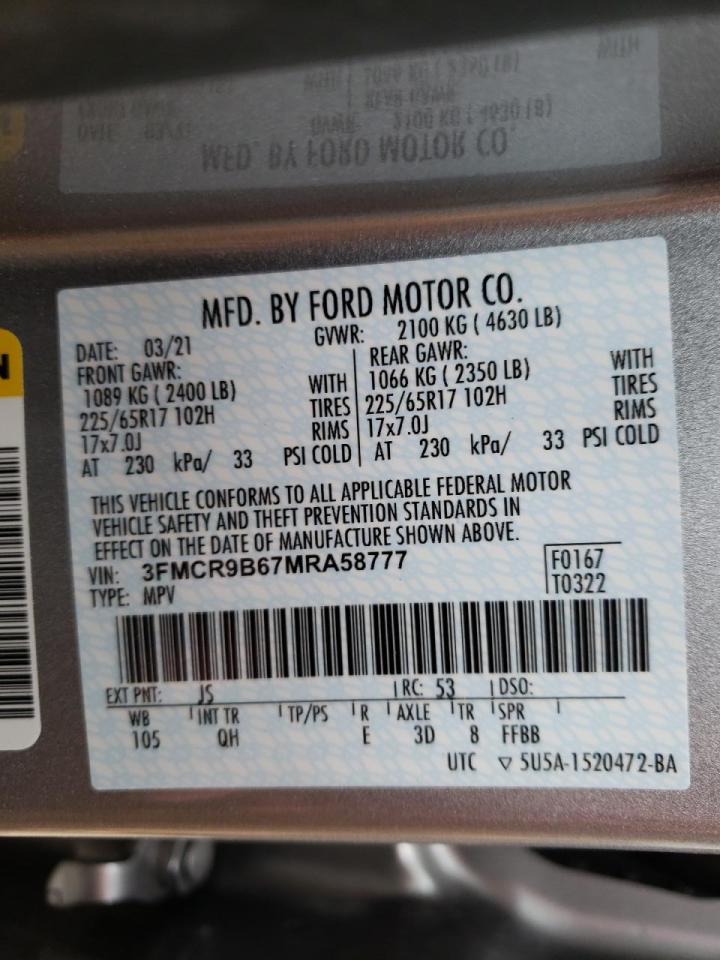 MFD. BY FORD MOTOR CO.
DATE: 03/21 GVWR: 2100 KG ( 4630 LB)
FRONT GAWR: REAR GAWR:
1089 KG ( 2400 LB) WITH 1066 KG ( 2350 LB) WITH
225/65R17 102H TIRES 225/65R17 102H TIRES
17x7.0J RIMS 17x7.0J RIMS
AT 230 kPa/ 33 PSI COLD AT 230 kPa/ 33 PSI COLD
THIS VEHICLE CONFORMS TO ALL APPLICABLE FEDERAL MOTOR
VEHICLE SAFETY AND THEFT PREVENTION STANDARDS IN
EFFECT ON THE DATE OF MANUFACTURE SHOWN ABOVE.
VIN: 3FMCR9B67MRA58777 F0167
TYPE: MPV T0322
EXT PNT: JS RC: 53 DSO:
WB INT TR TP/PS R AXLE TR SPR
105 QH E 3D 8 FFBB
UTC ▽ 5U5A-1520472-BA